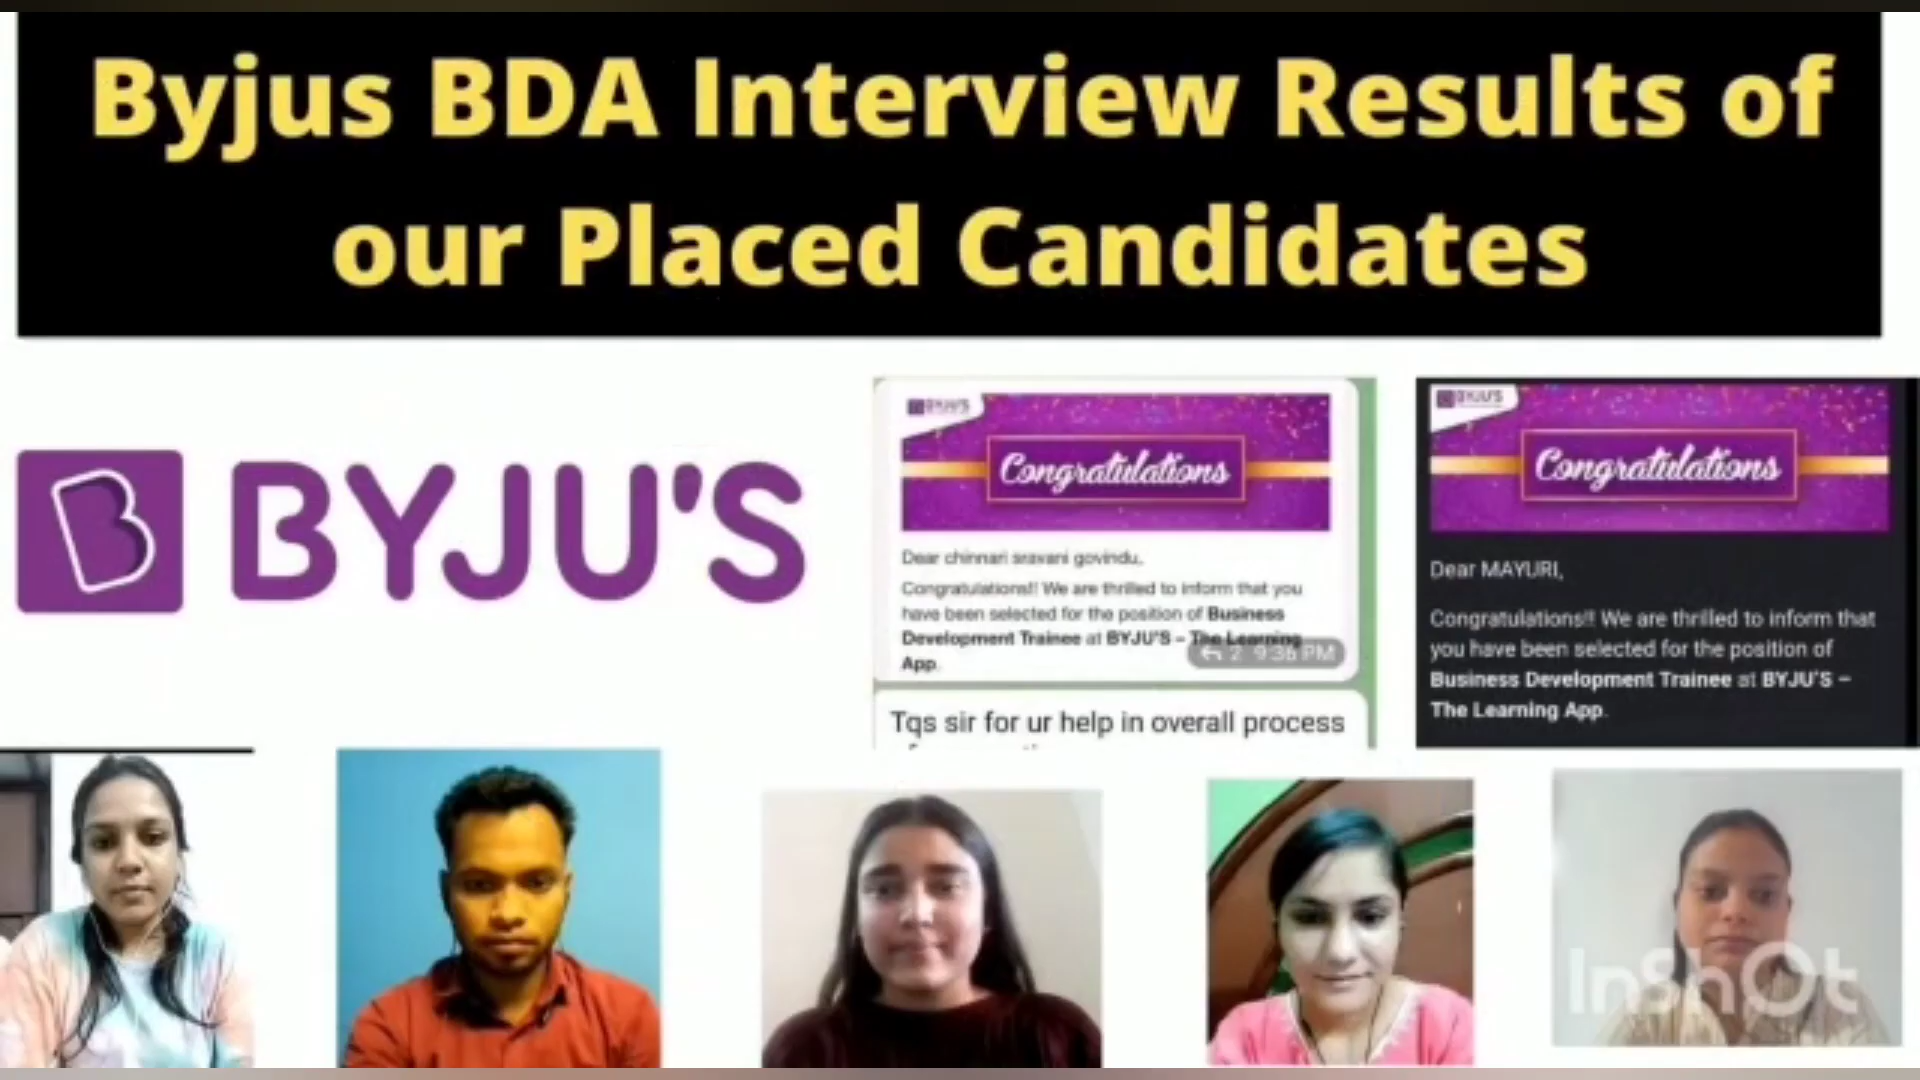 Byjus BDA Interview Results of
our Placed Candidates
BYJU'S
BYJU'S
Congratulations
Dear chinnari sravani govindu,
Congratulations!! We are thrilled to inform that you
have been selected for the position of Business
Development Trainee at BYJU'S – The Learning
App.
2 9:36 PM
Tqs sir for ur help in overall process
BYJU'S
Congratulations
Dear MAYURI,
Congratulations!! We are thrilled to inform that
you have been selected for the position of
Business Development Trainee at BYJU'S –
The Learning App.
InShOt